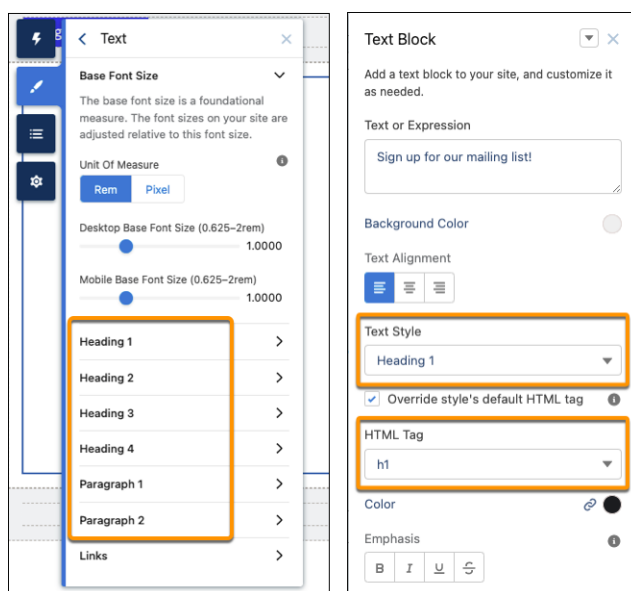 g
Text
Base Font Size
The base font size is a foundational
measure. The font sizes on your site are
adjusted relative to this font size.
Unit Of Measure
Rem
Pixel
Desktop Base Font Size (0.625–2rem)
1.0000
Mobile Base Font Size (0.625–2rem)
1.0000
Heading 1
Heading 2
Heading 3
Heading 4
Paragraph 1
Paragraph 2
Links
Text Block
Add a text block to your site, and customize it
as needed.
Text or Expression
Sign up for our mailing list!
Background Color
Text Alignment
Text Style
Heading 1
Override style's default HTML tag
HTML Tag
h1
Color
Emphasis
B I U S